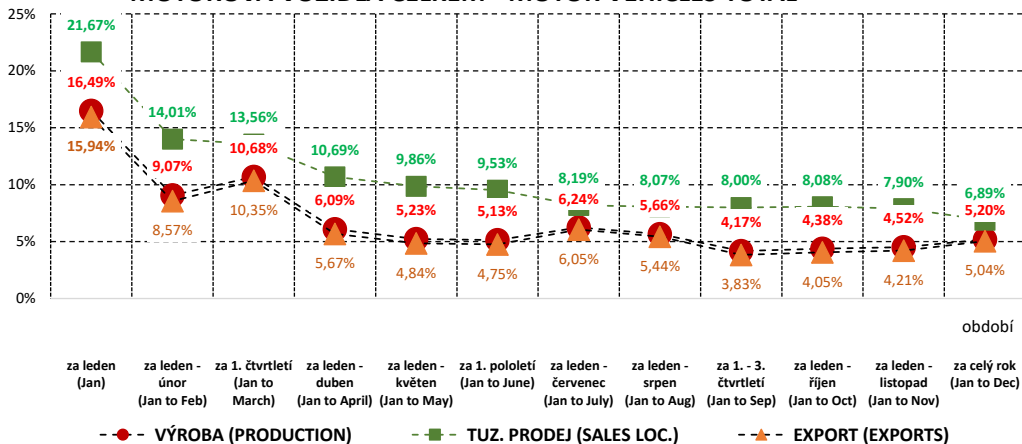 MOTOROVÁ VOZIDLA CELKEM - MOTOR VEHICLES TOTAL
25%
20%
15%
10%
5%
0%
21,67%
14,01%
13,56%
10,69%
9,86%
9,53%
8,19%
8,07%
8,00%
8,08%
7,90%
6,89%
16,49%
9,07%
10,68%
6,09%
5,23%
5,13%
6,24%
5,66%
4,17%
4,38%
4,52%
5,20%
15,94%
8,57%
10,35%
5,67%
4,84%
4,75%
6,05%
5,44%
3,83%
4,05%
4,21%
5,04%
období
za leden
(Jan)
za leden -
únor
(Jan to Feb)
za 1. čtvrtletí
(Jan to
March)
za leden -
duben
(Jan to April)
za leden -
květen
(Jan to May)
za 1. pololetí
(Jan to June)
za leden -
červenec
(Jan to July)
za leden -
srpen
(Jan to Aug)
za 1. - 3.
čtvrtletí
(Jan to Sep)
za leden -
říjen
(Jan to Oct)
za leden -
listopad
(Jan to Nov)
za celý rok
(Jan to Dec)
VÝROBA (PRODUCTION)
TUZ. PRODEJ (SALES LOC.)
EXPORT (EXPORTS)